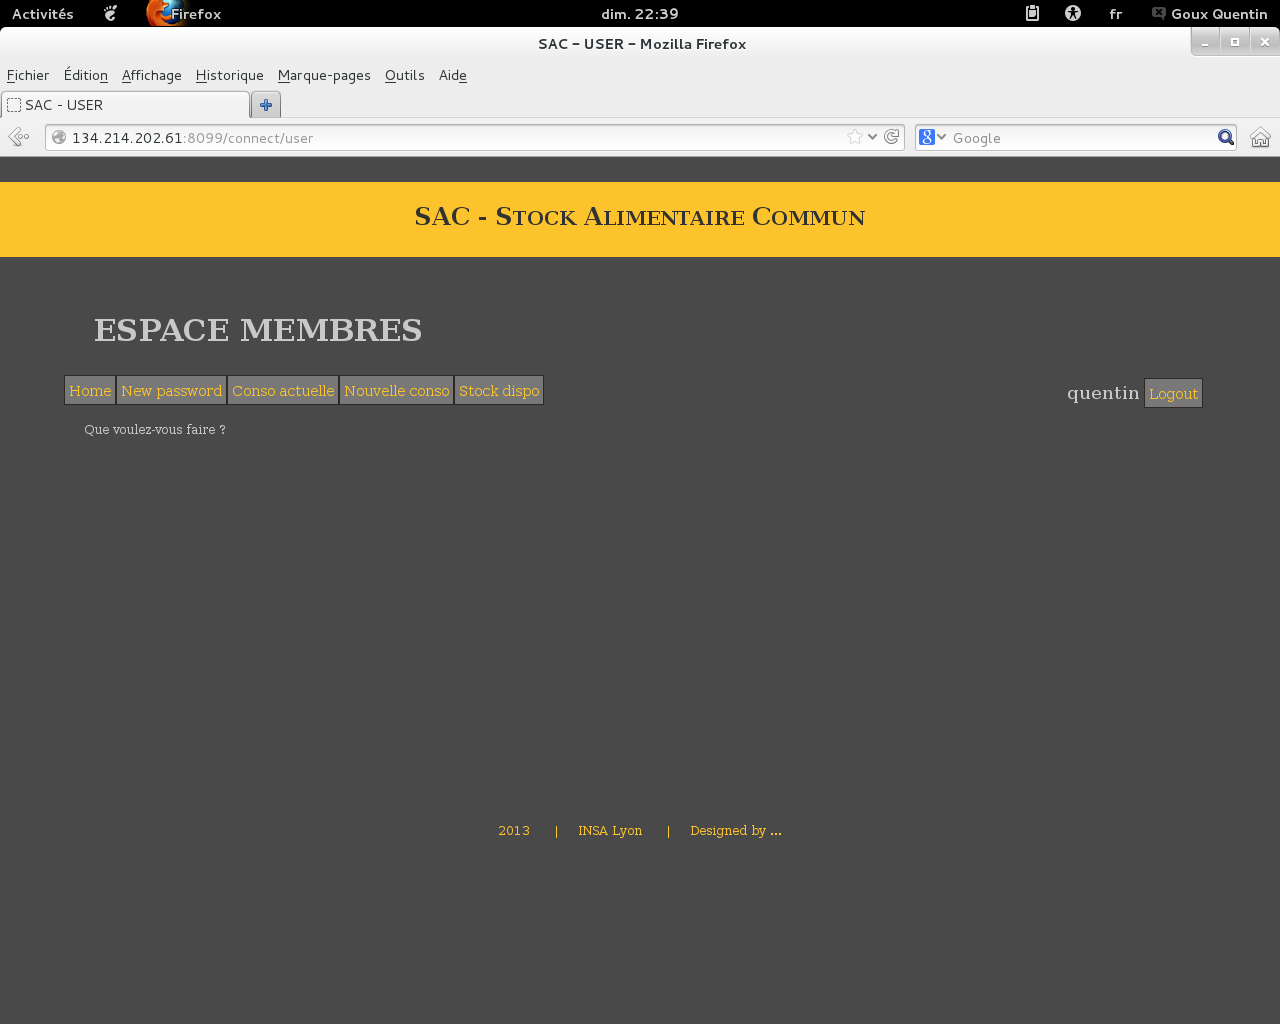 Activités Firefox dim. 22:39 fr Goux Quentin
SAC – USER – Mozilla Firefox
Fichier Édition Affichage Historique Marque-pages Outils Aide
SAC - USER
134.214.202.61:8099/connect/user Google
SAC - Stock Alimentaire Commun
ESPACE MEMBRES
Home New password Conso actuelle Nouvelle conso Stock dispo quentin Logout
Que voulez-vous faire ?
2013 | INSA Lyon | Designed by ...